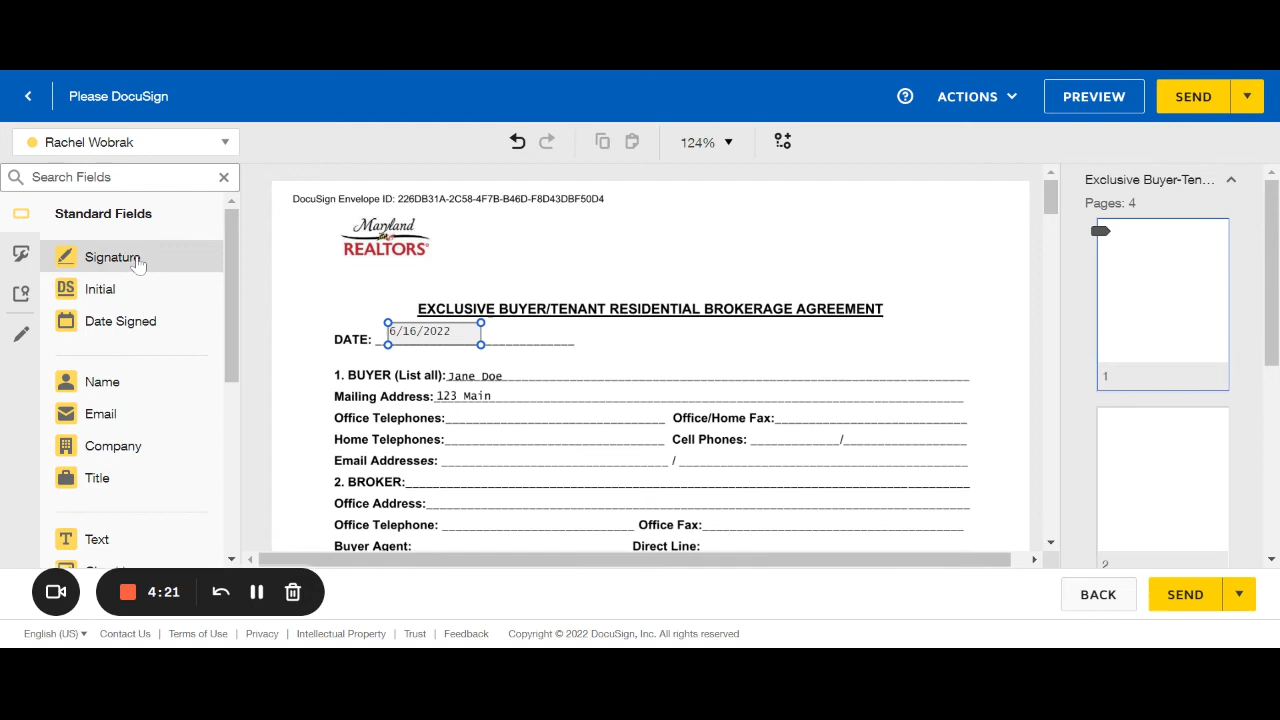 Please DocuSign
ACTIONS
PREVIEW
SEND
Rachel Wobrak
124%
Search Fields
Standard Fields
Signature
Initial
DS
Date Signed
Name
Email
Company
Title
T
Text
DocuSign Envelope ID: 226DB31A-2C58-4F7B-B46D-F8D43DBF50D4
Maryland
REALTORS®
EXCLUSIVE BUYER/TENANT RESIDENTIAL BROKERAGE AGREEMENT
DATE: 6/16/2022
1. BUYER (List all): Jane Doe
Mailing Address: 123 Main
Office Telephones: Office/Home Fax:
Home Telephones: Cell Phones: /
Email Addresses: /
2. BROKER:
Office Address:
Office Telephone: Office Fax:
Buyer Agent: Direct Line:
Exclusive Buyer-Ten...
Pages: 4
1
2
4:21
BACK
SEND
English (US) Contact Us Terms of Use Privacy Intellectual Property Trust Feedback Copyright © 2022 DocuSign, Inc. All rights reserved